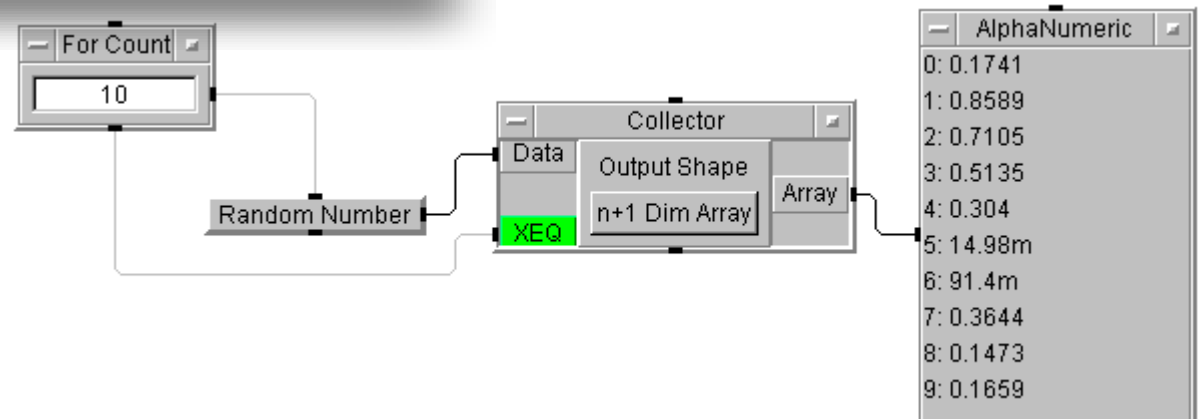 For Count
10
Random Number
Collector
Data
Output Shape
n+1 Dim Array
XEQ
Array
AlphaNumeric
0: 0.1741
1: 0.8589
2: 0.7105
3: 0.5135
4: 0.304
5: 14.98m
6: 91.4m
7: 0.3644
8: 0.1473
9: 0.1659